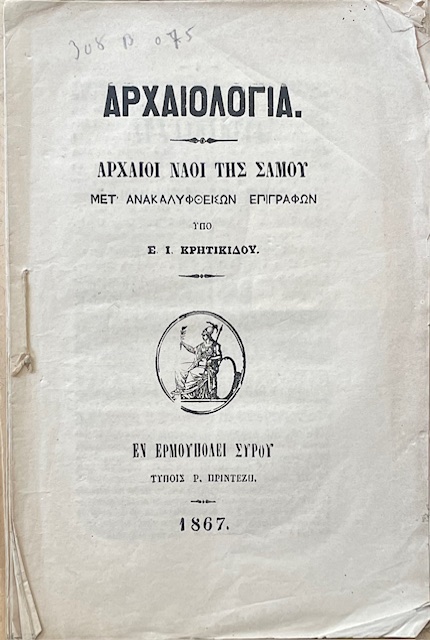 308 B 075
ΑΡΧΑΙΟΛΟΓΙΑ.
ΑΡΧΑΙΟΙ ΝΑΟΙ ΤΗΣ ΣΑΜΟΥ
ΜΕΤ' ΑΝΑΚΑΛΥΦΘΕΙΣΩΝ ΕΠΙΓΡΑΦΩΝ
ΥΠΟ
Ε. Ι. ΚΡΗΤΙΚΙΔΟΥ.
ΕΝ ΕΡΜΟΥΠΟΛΕΙ ΣΥΡΟΥ
ΤΥΠΟΙΣ Ρ. ΠΡΙΝΤΕΖΗ.
1867.